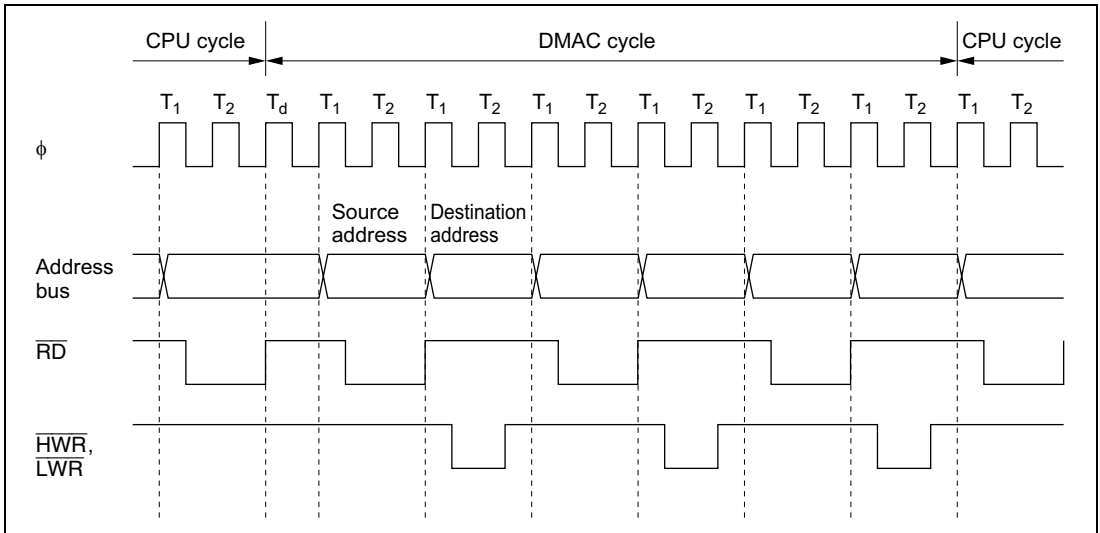 CPU cycle DMAC cycle CPU cycle
T1 T2 Td T1 T2 T1 T2 T1 T2 T1 T2 T1 T2 T1 T2 T1 T2
ϕ
Source address
Destination address
Address bus
RD
HWR,
LWR